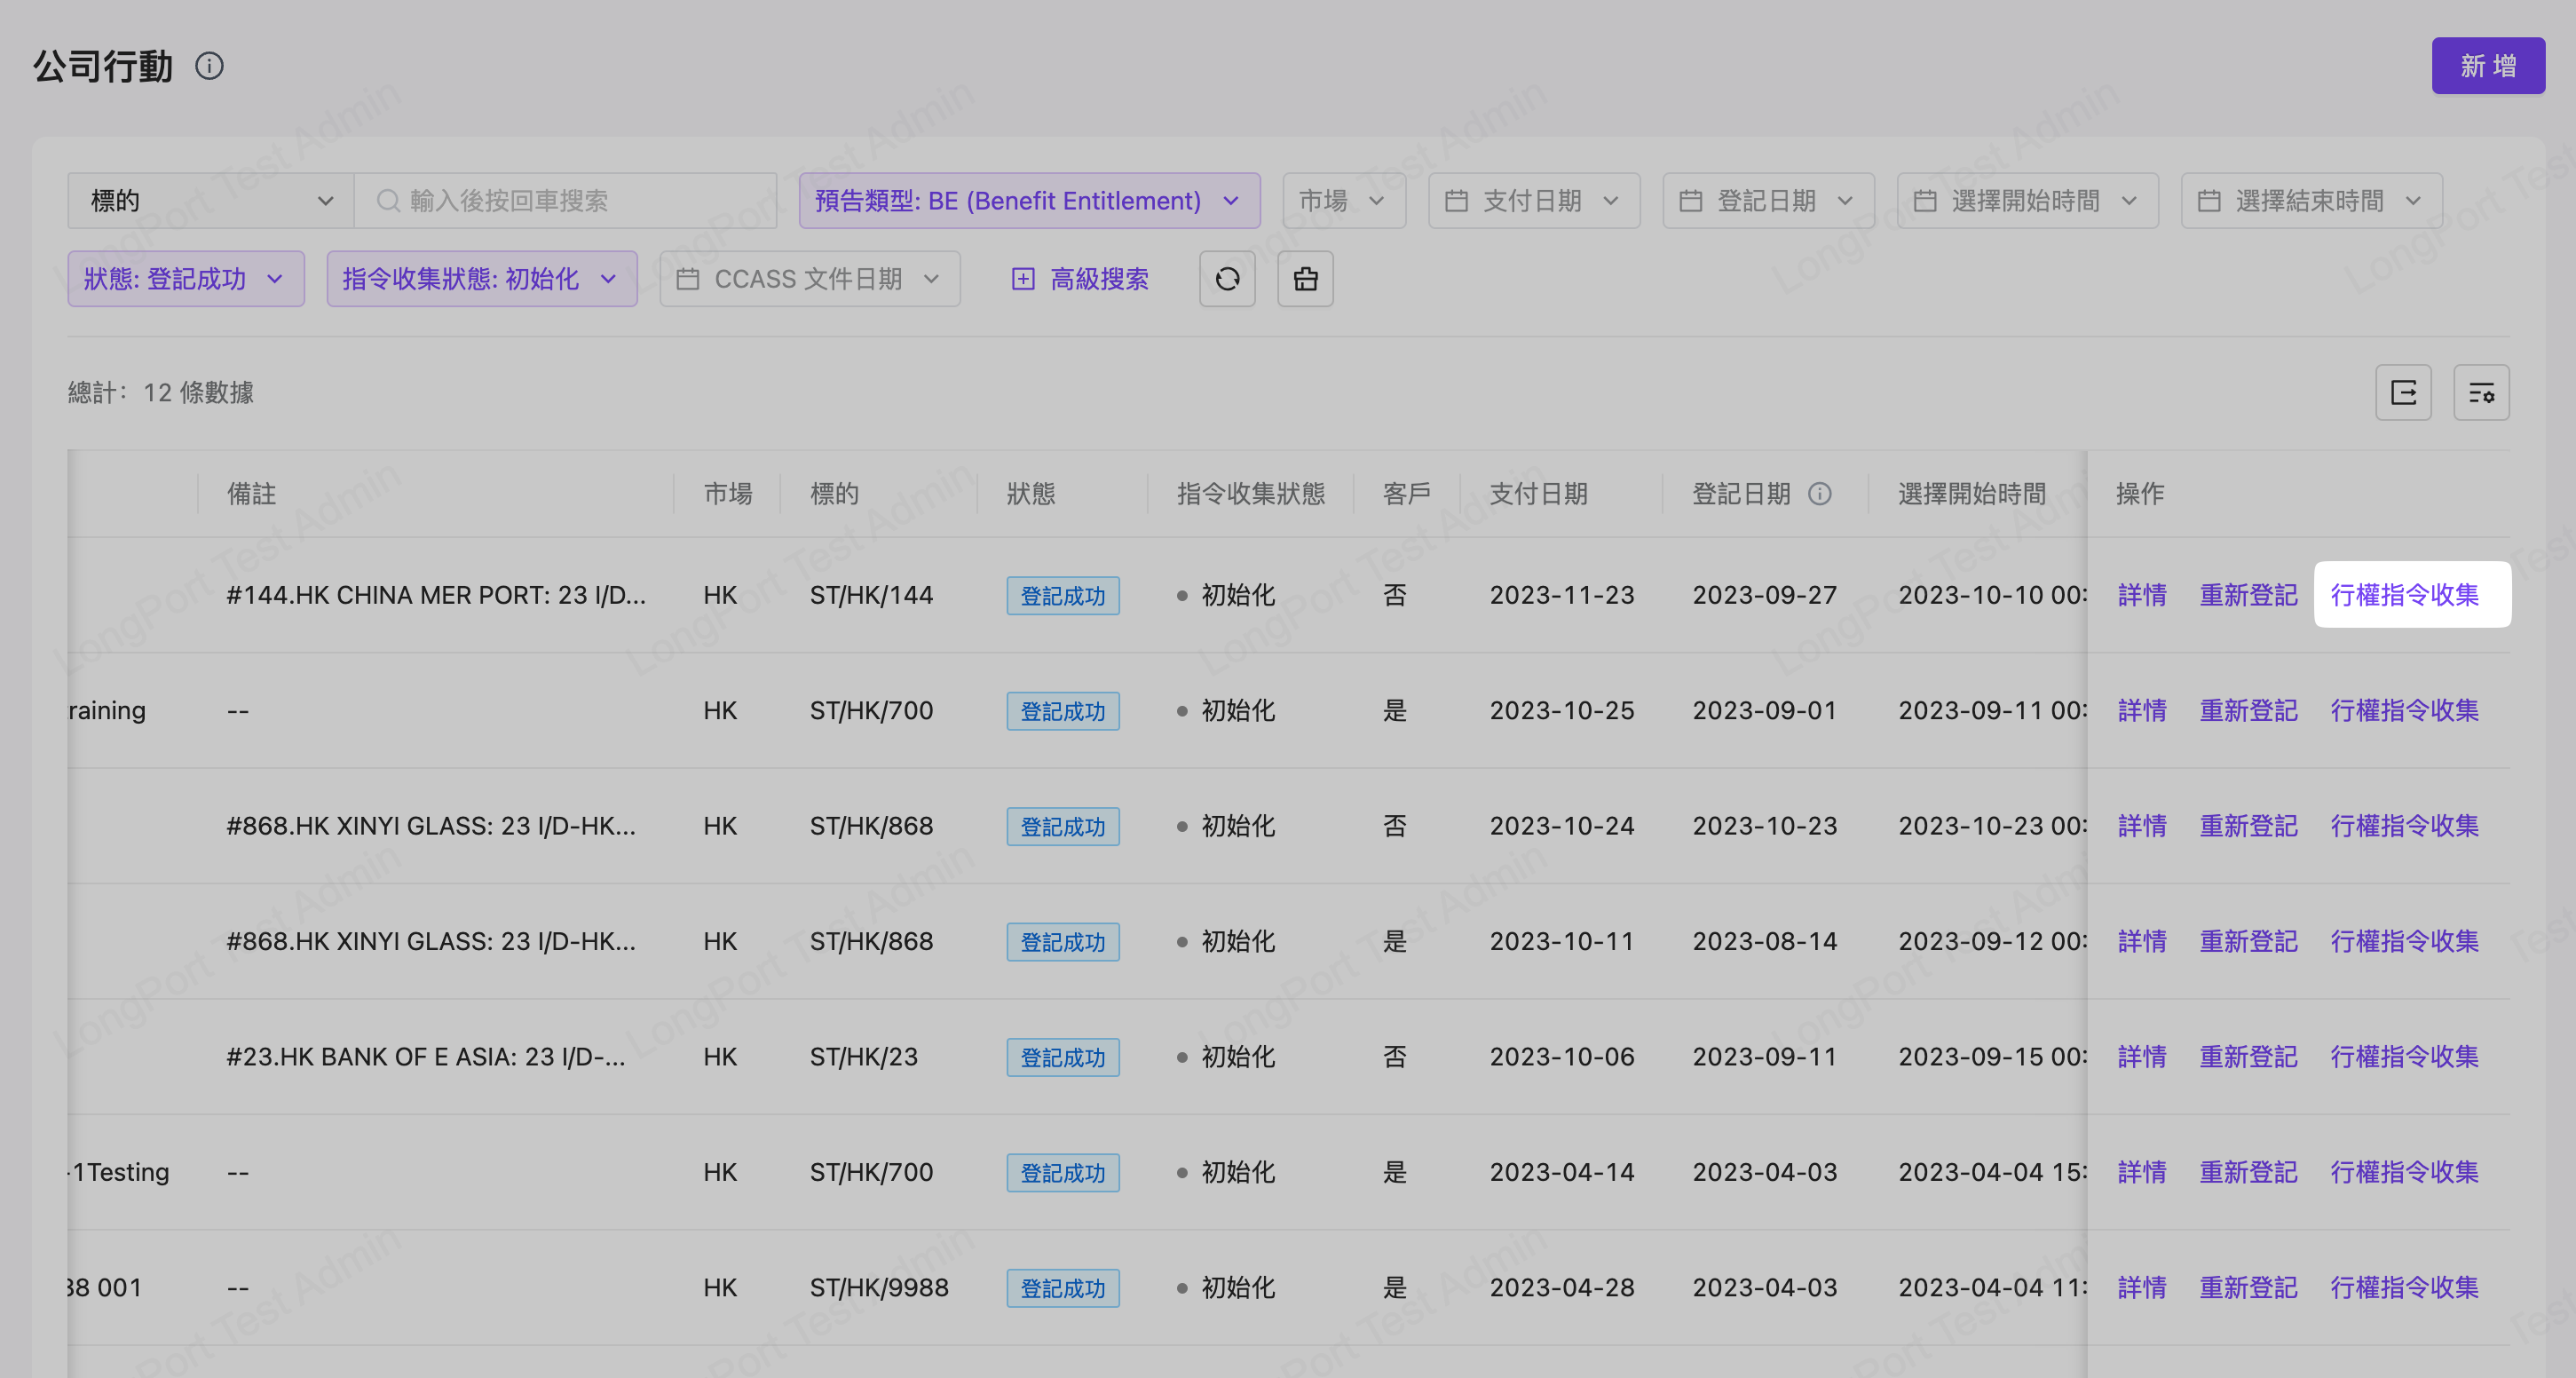 公司行動
新 增
標的 輸入後按回車搜索 預告類型: BE (Benefit Entitlement) 市場 支付日期 登記日期 選擇開始時間 選擇結束時間
狀態: 登記成功 指令收集狀態: 初始化 CCASS 文件日期 高級搜索
總計: 12 條數據
備註 市場 標的 狀態 指令收集狀態 客戶 支付日期 登記日期 選擇開始時間 操作
#144.HK CHINA MER PORT: 23 I/D... HK ST/HK/144 登記成功 初始化 否 2023-11-23 2023-09-27 2023-10-10 00: 詳情 重新登記 行權指令收集
raining -- HK ST/HK/700 登記成功 初始化 是 2023-10-25 2023-09-01 2023-09-11 00: 詳情 重新登記 行權指令收集
#868.HK XINYI GLASS: 23 I/D-HK... HK ST/HK/868 登記成功 初始化 否 2023-10-24 2023-10-23 2023-10-23 00: 詳情 重新登記 行權指令收集
#868.HK XINYI GLASS: 23 I/D-HK... HK ST/HK/868 登記成功 初始化 是 2023-10-11 2023-08-14 2023-09-12 00: 詳情 重新登記 行權指令收集
#23.HK BANK OF E ASIA: 23 I/D-... HK ST/HK/23 登記成功 初始化 否 2023-10-06 2023-09-11 2023-09-15 00: 詳情 重新登記 行權指令收集
-1Testing -- HK ST/HK/700 登記成功 初始化 是 2023-04-14 2023-04-03 2023-04-04 15: 詳情 重新登記 行權指令收集
38 001 -- HK ST/HK/9988 登記成功 初始化 是 2023-04-28 2023-04-03 2023-04-04 11: 詳情 重新登記 行權指令收集
LongPort Test Admin